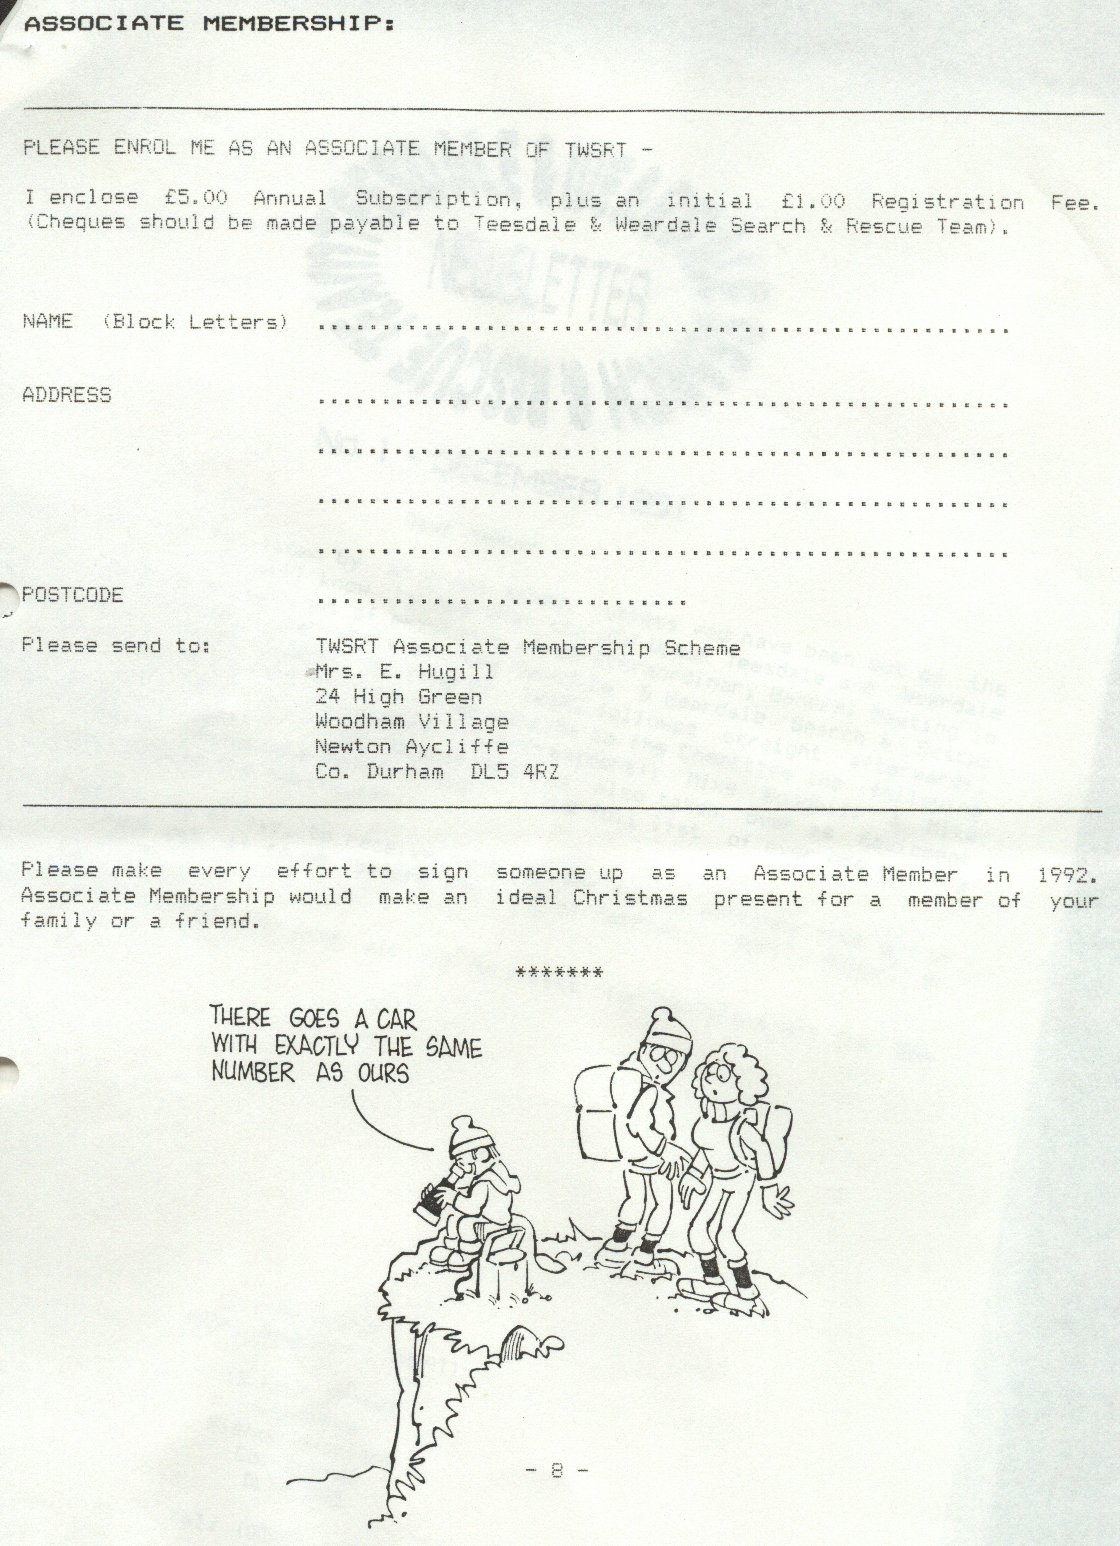 ASSOCIATE MEMBERSHIP:
PLEASE ENROL ME AS AN ASSOCIATE MEMBER OF TWSRT -
I enclose £5.00 Annual Subscription, plus an initial £1.00 Registration Fee.
(Cheques should be made payable to Teesdale & Weardale Search & Rescue Team).
NAME (Block Letters) ......................................................
ADDRESS ......................................................
......................................................
......................................................
......................................................
POSTCODE .............................
Please send to: TWSRT Associate Membership Scheme
Mrs. E. Hugill
24 High Green
Woodham Village
Newton Aycliffe
Co. Durham DL5 4RZ
Please make every effort to sign someone up as an Associate Member in 1992.
Associate Membership would make an ideal Christmas present for a member of your
family or a friend.
*******
THERE GOES A CAR
WITH EXACTLY THE SAME
NUMBER AS OURS
- 8 -